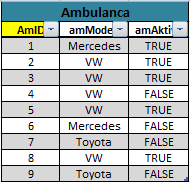 Ambulanca
AmID amMode amAkti
1 Mercedes TRUE
2 VW TRUE
3 VW TRUE
4 VW FALSE
5 VW TRUE
6 Mercedes FALSE
7 Toyota FALSE
8 VW TRUE
9 Toyota FALSE